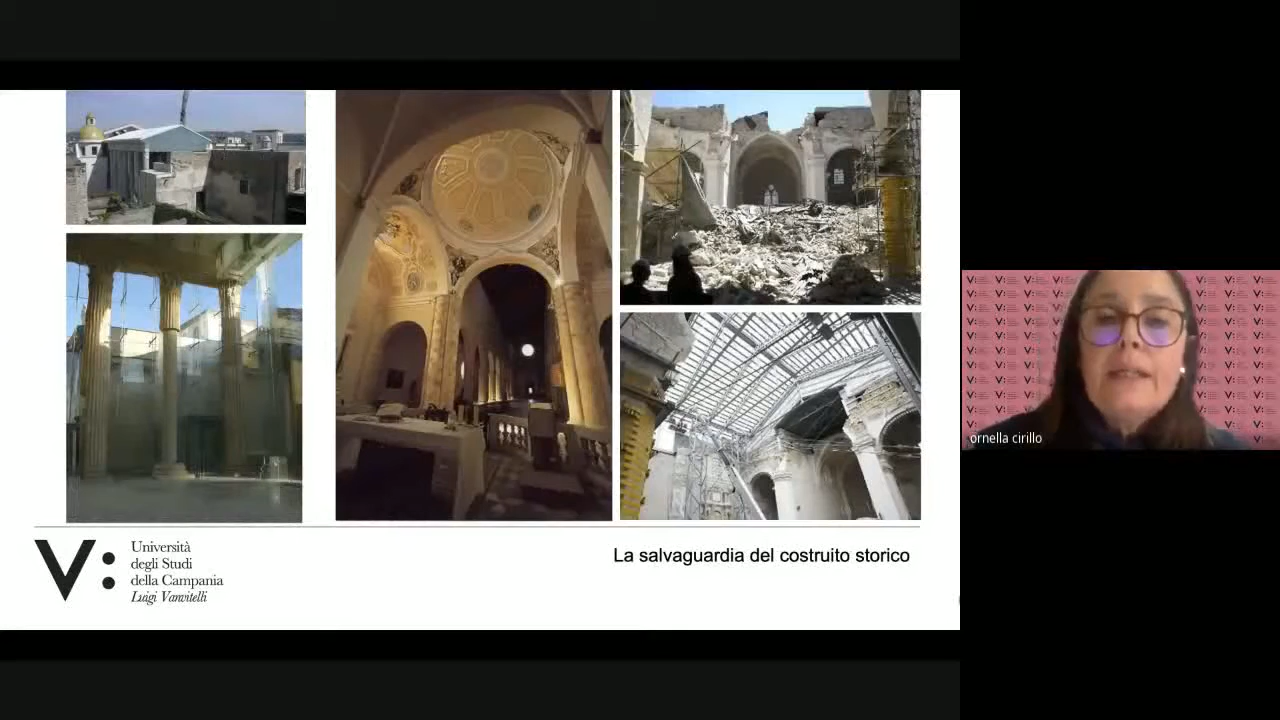 La salvaguardia del costruito storico
V:
Università
degli Studi
della Campania
Luigi Vanvitelli
ornella cirillo